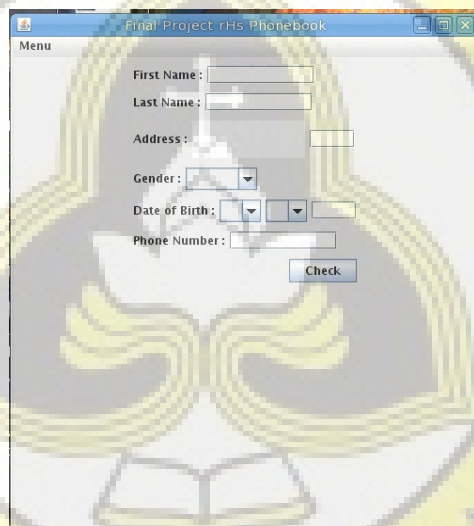 Final Project rHs Phonebook
Menu
First Name :
Last Name :
Address :
Gender :
Date of Birth :
Phone Number :
Check